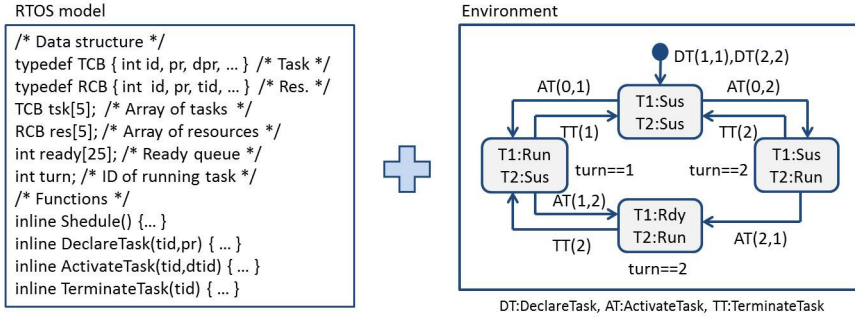 RTOS model
/* Data structure */
typedef TCB { int id, pr, dpr, ... } /* Task */
typedef RCB { int id, pr, tid, ... } /* Res. */
TCB tsk[5]; /* Array of tasks */
RCB res[5]; /* Array of resources */
int ready[25]; /* Ready queue */
int turn; /* ID of running task */
/* Functions */
inline Shedule() {... }
inline DeclareTask(tid,pr) { ... }
inline ActivateTask(tid,dtid) { ... }
inline TerminateTask(tid) { ... }
Environment
DT(1,1),DT(2,2)
AT(0,1)
AT(0,2)
T1:Sus
T2:Sus
TT(1)
TT(2)
T1:Run
T2:Sus
turn==1
turn==2
T1:Sus
T2:Run
AT(1,2)
T1:Rdy
T2:Run
TT(2)
AT(2,1)
turn==2
DT:DeclareTask, AT:ActivateTask, TT:TerminateTask